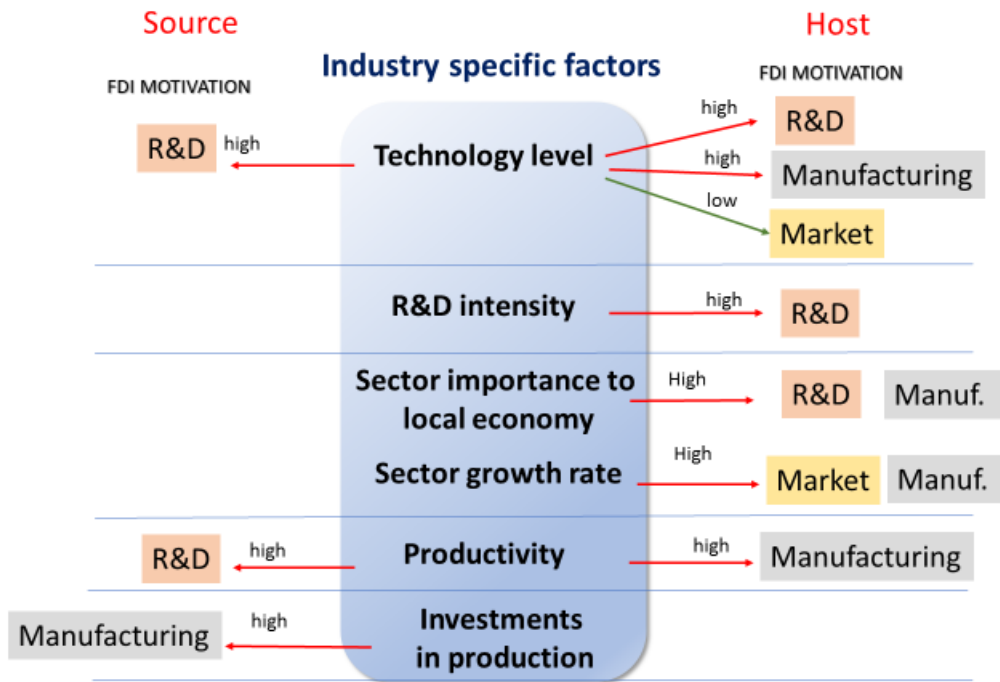 Source
Host
Industry specific factors
FDI MOTIVATION
FDI MOTIVATION
R&D
high
Technology level
high
R&D
high
Manufacturing
low
Market
R&D intensity
high
R&D
Sector importance to
local economy
High
R&D
Manuf.
Sector growth rate
High
Market
Manuf.
R&D
high
Productivity
high
Manufacturing
Manufacturing
high
Investments
in production